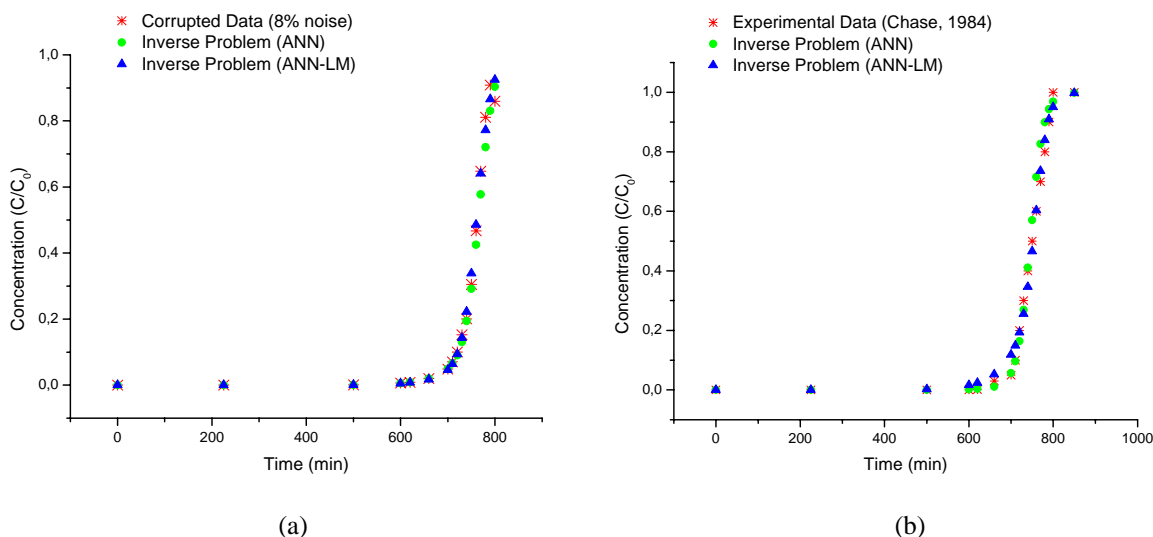 Corrupted Data (8% noise)
Inverse Problem (ANN)
Inverse Problem (ANN-LM)
1,0
0,8
0,6
0,4
0,2
0,0
Concentration (C/C0)
0
200
400
600
800
Time (min)
(a)
Experimental Data (Chase, 1984)
Inverse Problem (ANN)
Inverse Problem (ANN-LM)
1,0
0,8
0,6
0,4
0,2
0,0
Concentration (C/C0)
0
200
400
600
800
1000
Time (min)
(b)